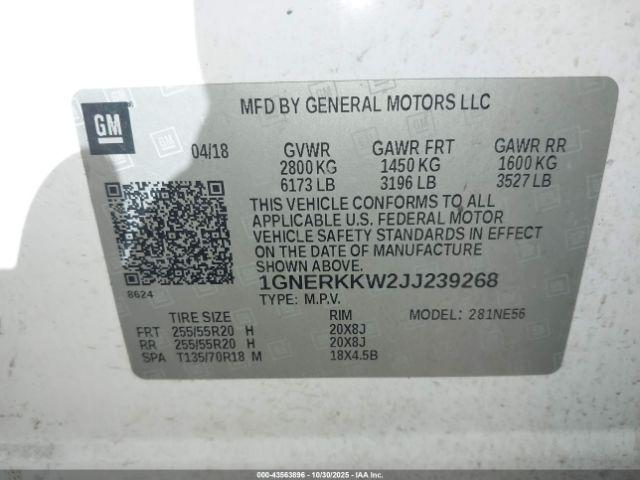 GM
MFD BY GENERAL MOTORS LLC
04/18 GVWR GAWR FRT GAWR RR
2800 KG 1450 KG 1600 KG
6173 LB 3196 LB 3527 LB
THIS VEHICLE CONFORMS TO ALL
APPLICABLE U.S. FEDERAL MOTOR
VEHICLE SAFETY STANDARDS IN EFFECT
ON THE DATE OF MANUFACTURE
SHOWN ABOVE.
8624
1GNERKKW2JJ239268
TYPE: M.P.V.
TIRE SIZE RIM MODEL: 281NE56
FRT 255/55R20 H 20X8J
RR 255/55R20 H 20X8J
SPA T135/70R18 M 18X4.5B
000-43563896 - 10/30/2025 - IAA, Inc.